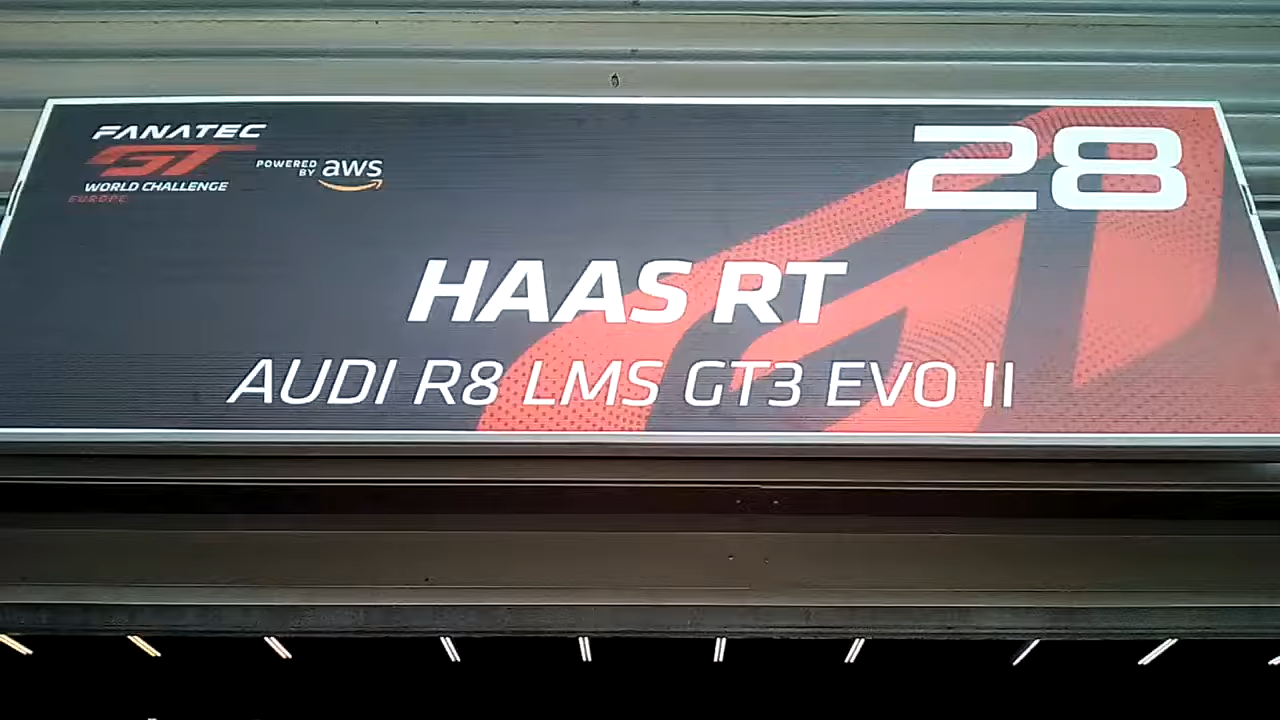 FANATEC
GT
WORLD CHALLENGE
EUROPE
POWERED
BY aws
28
HAAS RT
AUDI R8 LMS GT3 EVO II